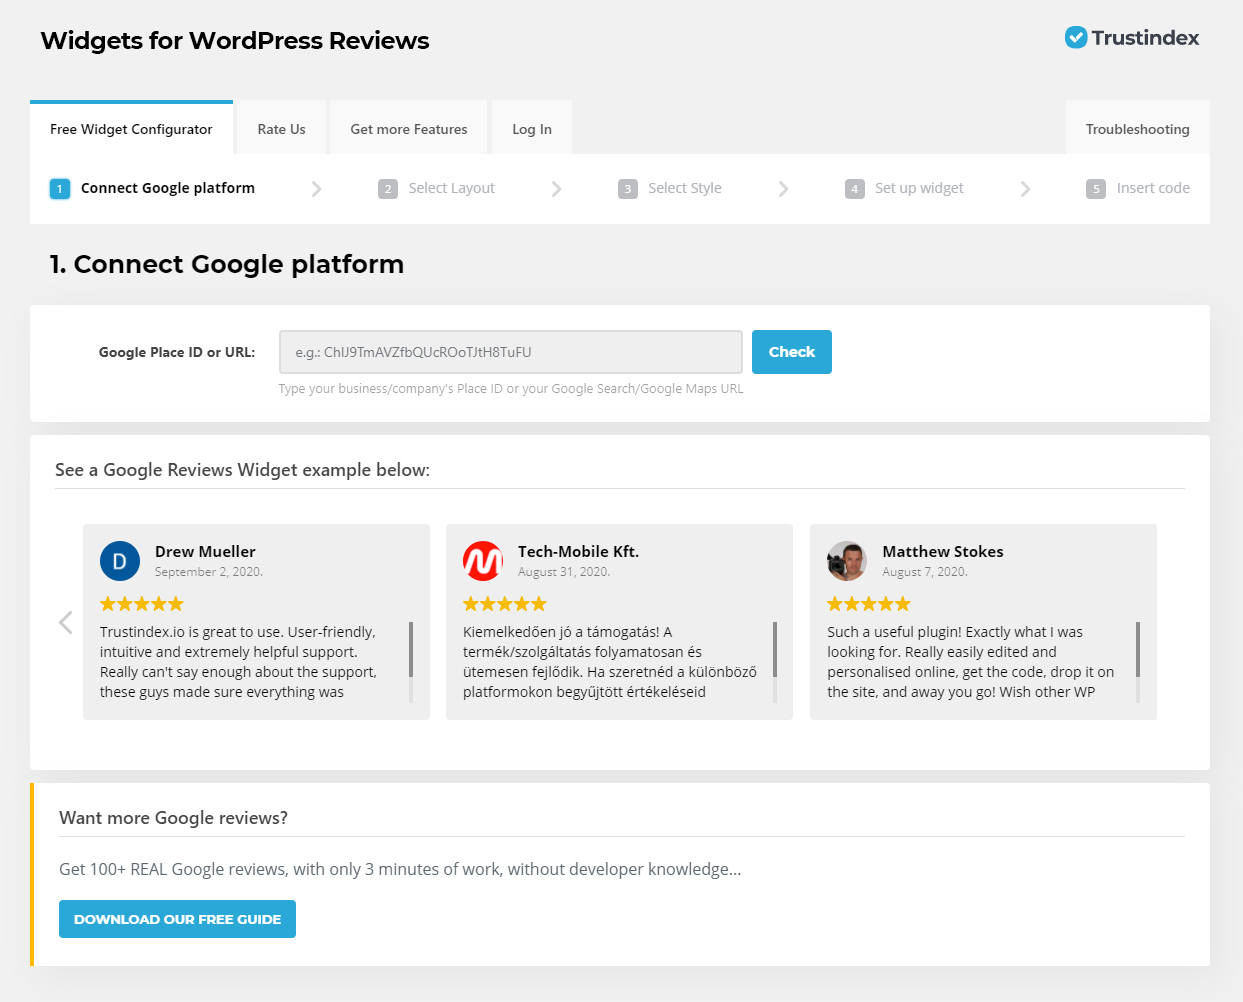 Widgets for WordPress Reviews
Trustindex
Free Widget Configurator
Rate Us
Get more Features
Log In
Troubleshooting
1 Connect Google platform
2 Select Layout
3 Select Style
4 Set up widget
5 Insert code
1. Connect Google platform
Google Place ID or URL:
e.g.: ChIJ9TmAVZfbQUcROoTJtH8TuFU
Check
Type your business/company's Place ID or your Google Search/Google Maps URL
See a Google Reviews Widget example below:
D
Drew Mueller
September 2, 2020.
Trustindex.io is great to use. User-friendly,
intuitive and extremely helpful support.
Really can't say enough about the support,
these guys made sure everything was
Tech-Mobile Kft.
August 31, 2020.
Kiemelkedően jó a támogatás! A
termék/szolgáltatás folyamatosan és
ütemesen fejlődik. Ha szeretnéd a különböző
platformokon begyűjtött értékeléseid
Matthew Stokes
August 7, 2020.
Such a useful plugin! Exactly what I was
looking for. Really easily edited and
personalised online, get the code, drop it on
the site, and away you go! Wish other WP
Want more Google reviews?
Get 100+ REAL Google reviews, with only 3 minutes of work, without developer knowledge...
DOWNLOAD OUR FREE GUIDE